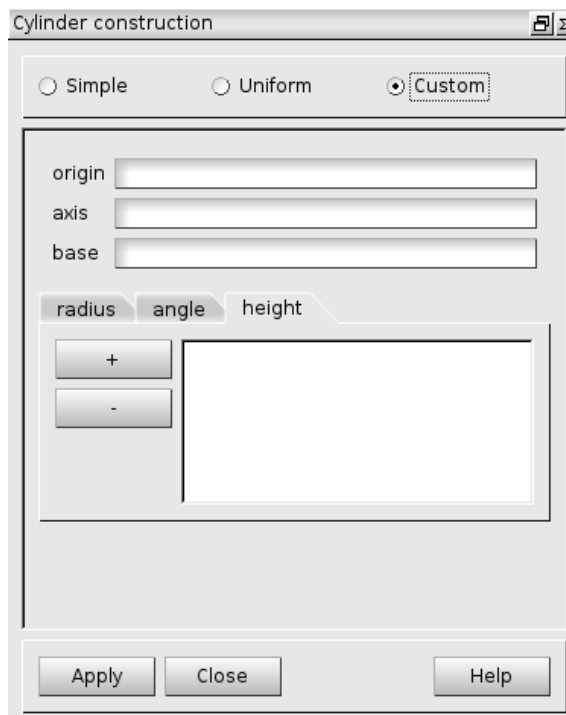 Cylinder construction
Simple Uniform Custom
origin
axis
base
radius angle height
+
-
Apply Close Help